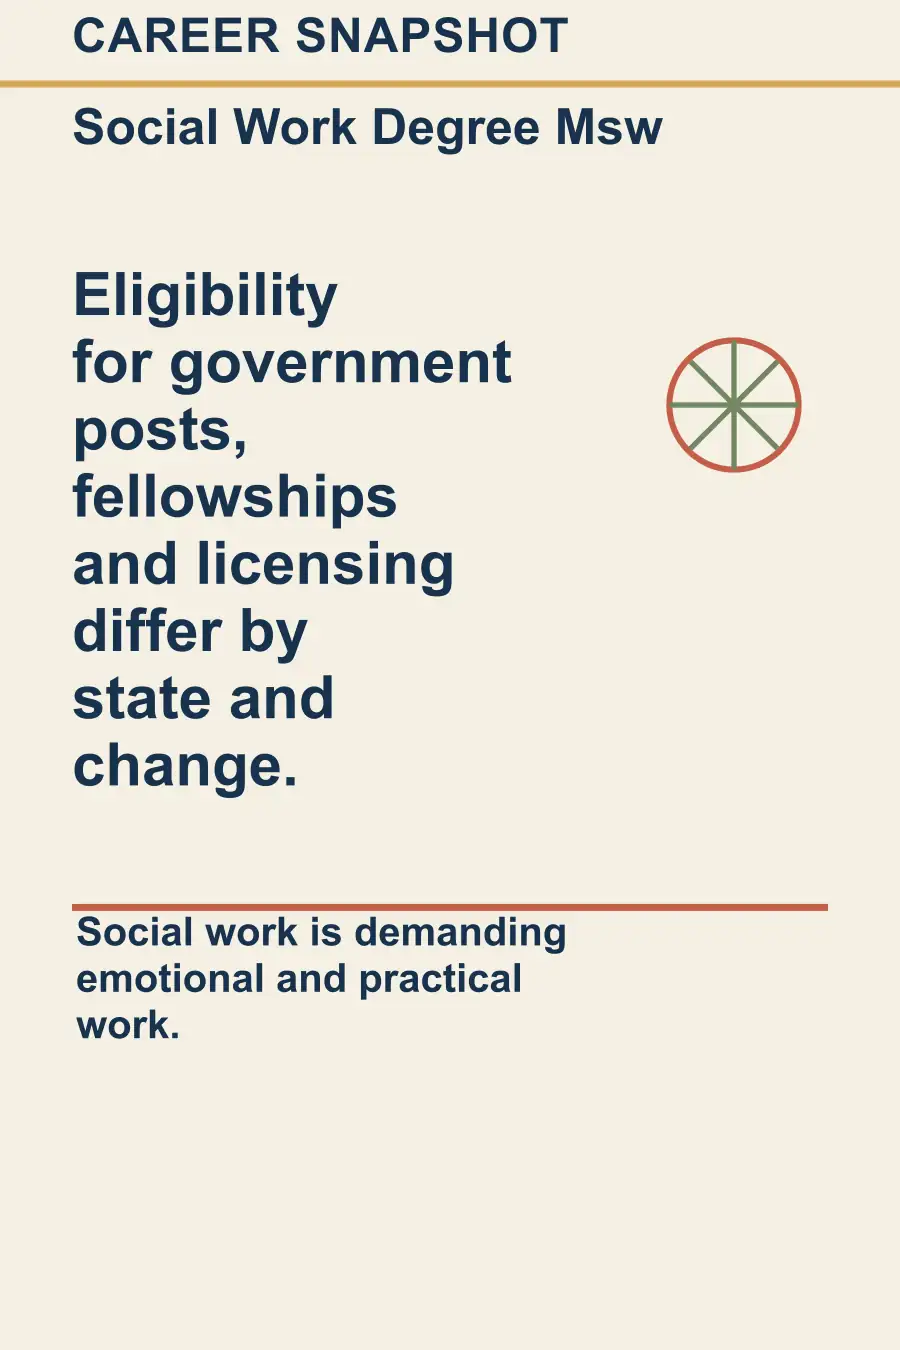 CAREER SNAPSHOT
Social Work Degree Msw
Eligibility
for government
posts,
fellowships
and licensing
differ by
state and
change.
Social work is demanding
emotional and practical
work.